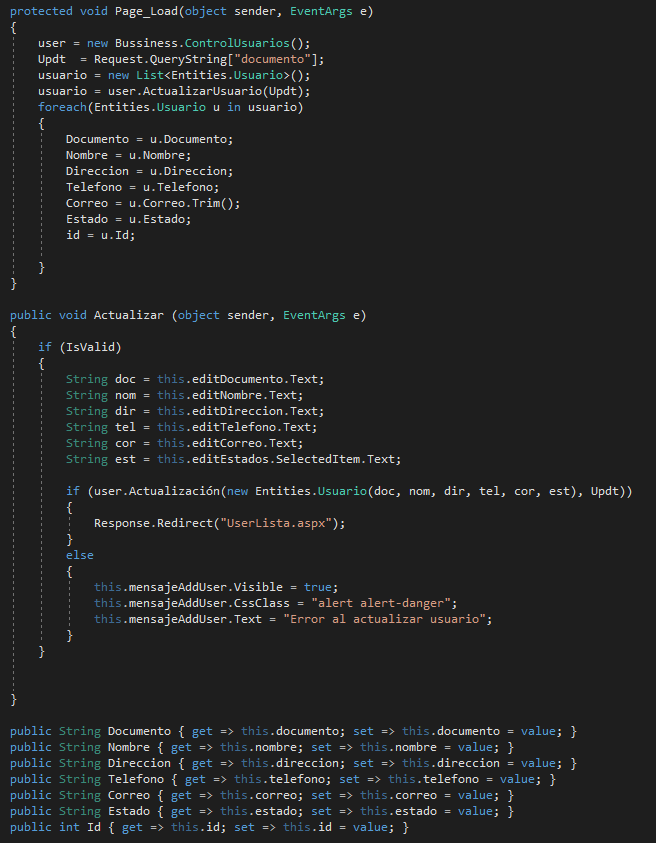 protected void Page_Load(object sender, EventArgs e)
{
    user = new Bussiness.ControlUsuarios();
    Updt  = Request.QueryString["documento"];
    usuario = new List<Entities.Usuario>();
    usuario = user.ActualizarUsuario(Updt);
    foreach(Entities.Usuario u in usuario)
    {
        Documento = u.Documento;
        Nombre = u.Nombre;
        Direccion = u.Direccion;
        Telefono = u.Telefono;
        Correo = u.Correo.Trim();
        Estado = u.Estado;
        id = u.Id;

    }
}

public void Actualizar (object sender, EventArgs e)
{
    if (IsValid)
    {
        String doc = this.editDocumento.Text;
        String nom = this.editNombre.Text;
        String dir = this.editDireccion.Text;
        String tel = this.editTelefono.Text;
        String cor = this.editCorreo.Text;
        String est = this.editEstados.SelectedItem.Text;

        if (user.Actualización(new Entities.Usuario(doc, nom, dir, tel, cor, est), Updt))
        {
            Response.Redirect("UserLista.aspx");
        }
        else
        {
            this.mensajeAddUser.Visible = true;
            this.mensajeAddUser.CssClass = "alert alert-danger";
            this.mensajeAddUser.Text = "Error al actualizar usuario";
        }
    }


}

public String Documento { get => this.documento; set => this.documento = value; }
public String Nombre { get => this.nombre; set => this.nombre = value; }
public String Direccion { get => this.direccion; set => this.direccion = value; }
public String Telefono { get => this.telefono; set => this.telefono = value; }
public String Correo { get => this.correo; set => this.correo = value; }
public String Estado { get => this.estado; set => this.estado = value; }
public int Id { get => this.id; set => this.id = value; }